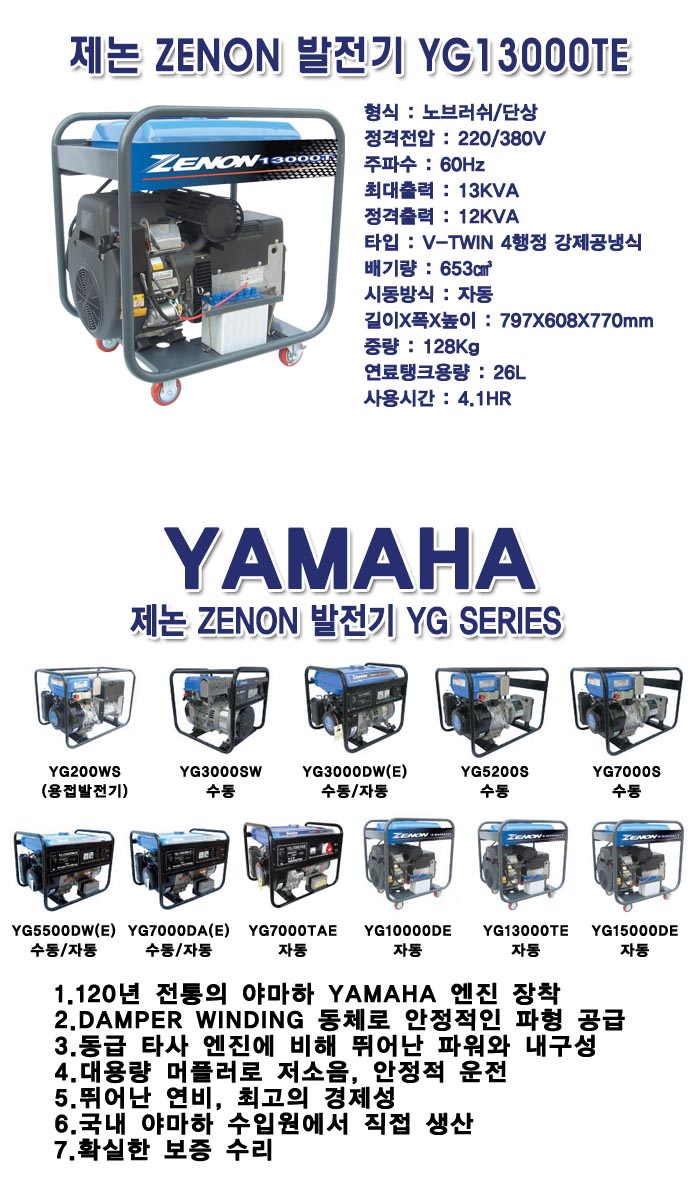 제논 ZENON 발전기 YG13000TE
ZENON 13000T
형식 : 노브러쉬/단상
정격전압 : 220/380V
주파수 : 60Hz
최대출력 : 13KVA
정격출력 : 12KVA
타입 : V-TWIN 4행정 강제공냉식
배기량 : 653㎤
시동방식 : 자동
길이X폭X높이 : 797X608X770mm
중량 : 128Kg
연료탱크용량 : 26L
사용시간 : 4.1HR
YAMAHA
제논 ZENON 발전기 YG SERIES
YG200WS YG3000SW YG3000DW(E) YG5200S YG7000S
(용접발전기) 수동 수동/자동 수동 수동
ZENON ZENON ZENON
YG5500DW(E) YG7000DA(E) YG7000TAE YG10000DE YG13000TE YG15000DE
수동/자동 수동/자동 자동 자동 자동 자동
1.120년 전통의 야마하 YAMAHA 엔진 장착
2.DAMPER WINDING 동체로 안정적인 파형 공급
3.동급 타사 엔진에 비해 뛰어난 파워와 내구성
4.대용량 머플러로 저소음, 안정적 운전
5.뛰어난 연비, 최고의 경제성
6.국내 야마하 수입원에서 직접 생산
7.확실한 보증 수리